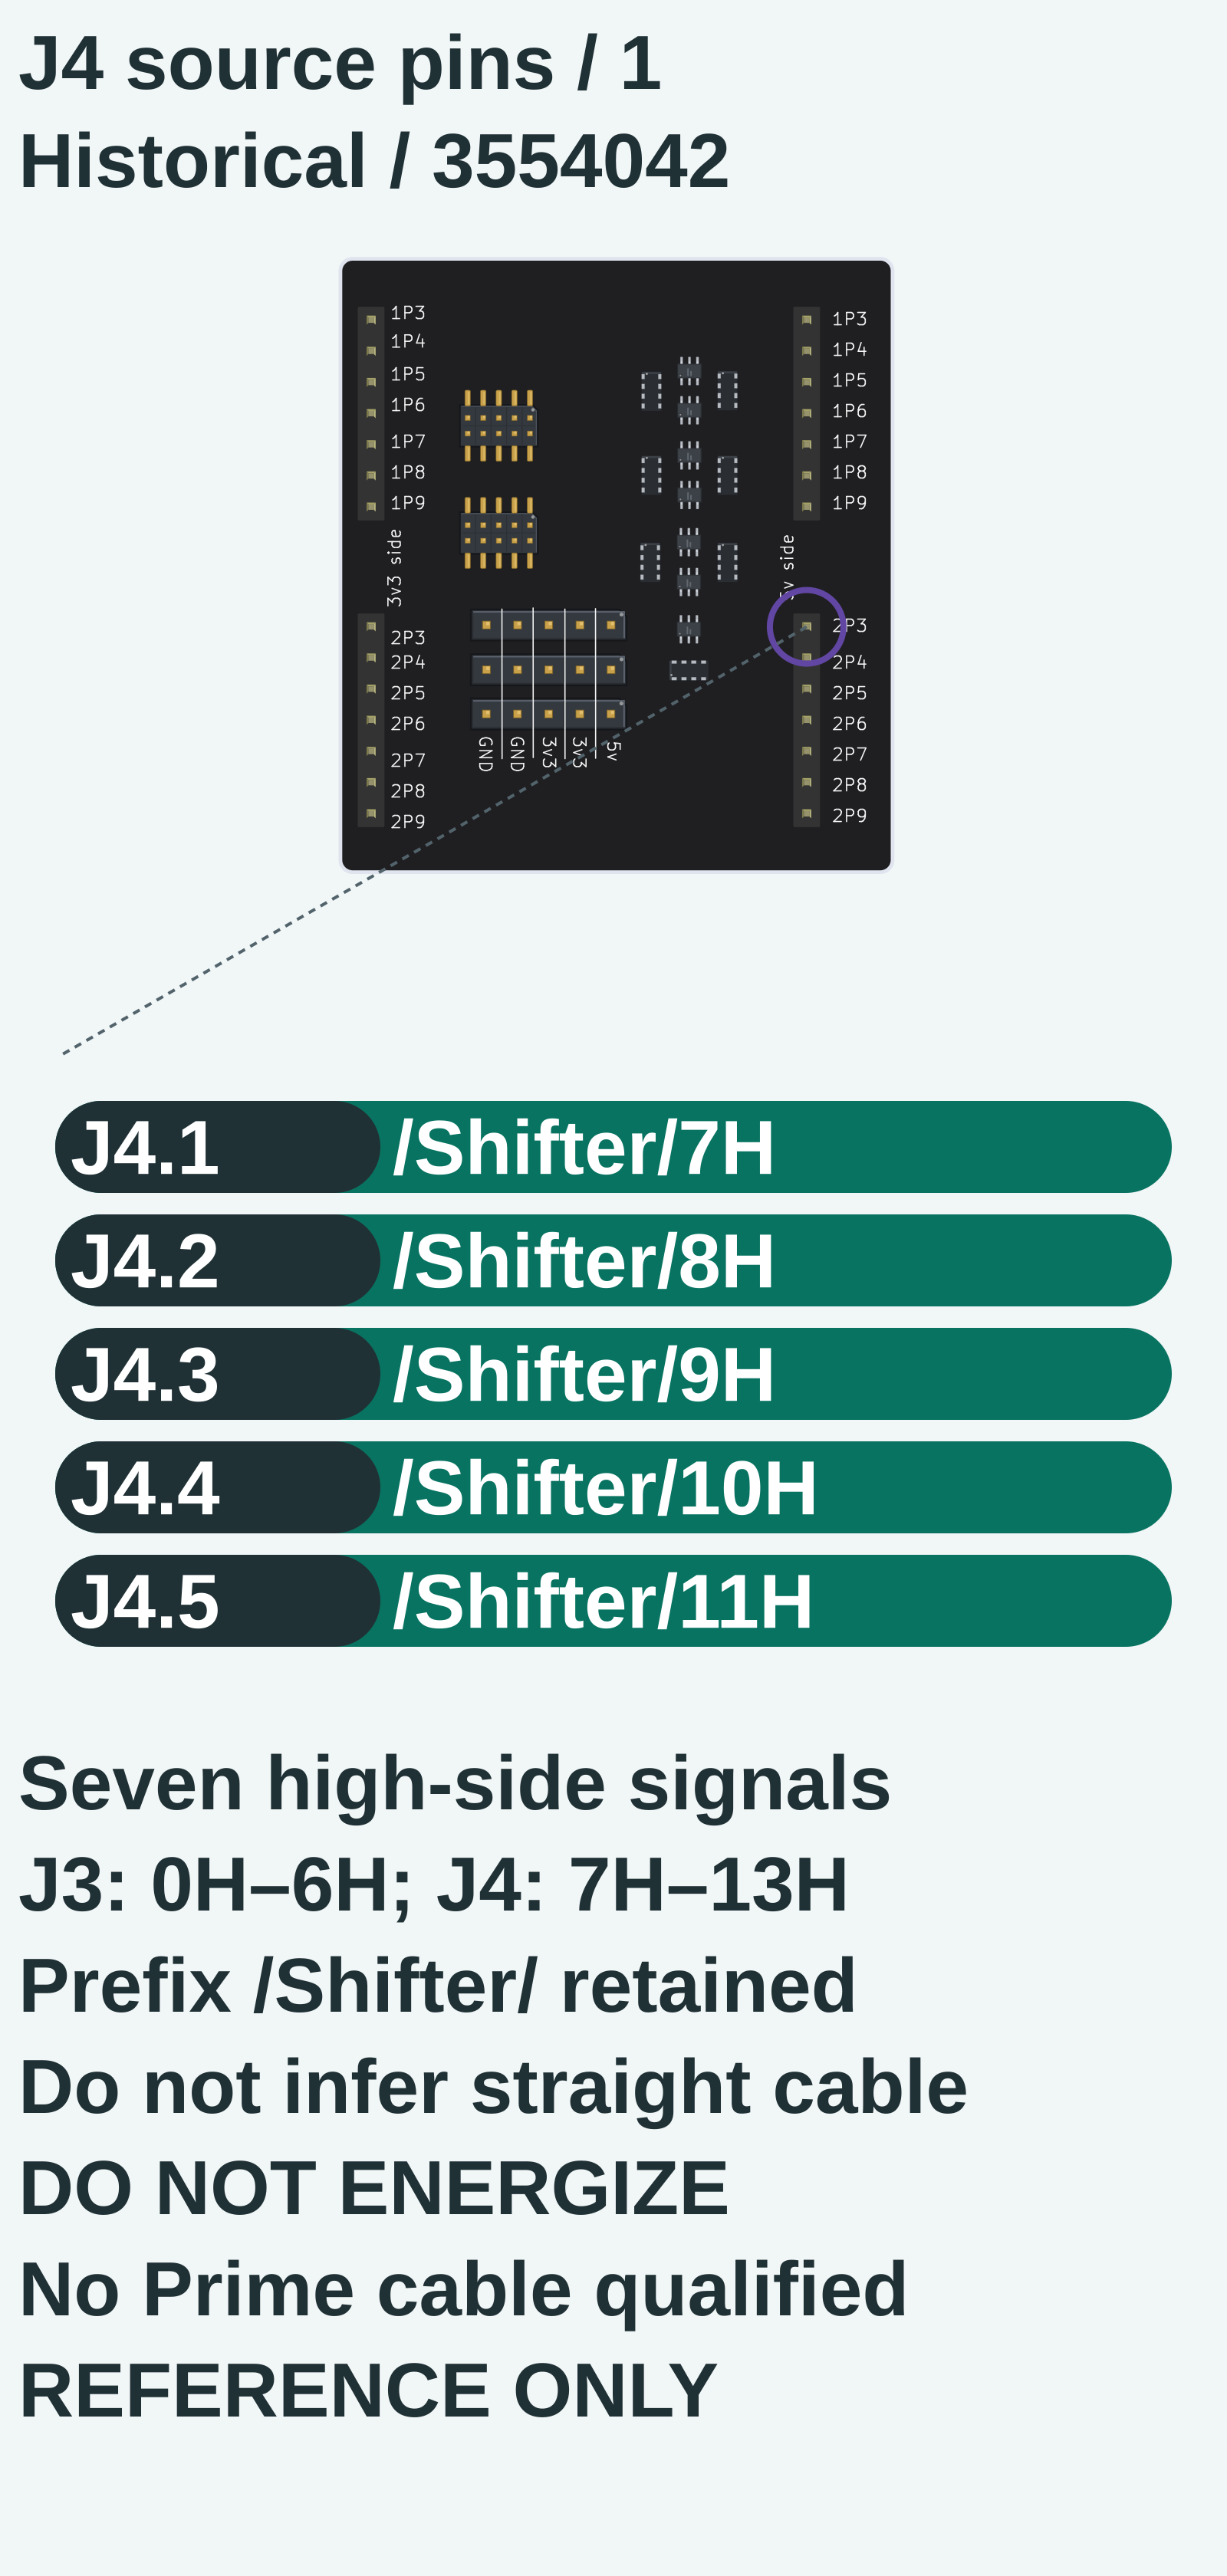 J4 source pins / 1
Historical / 3554042
1P3
1P4
1P5
1P6
1P7
1P8
1P9
3v3 side
2P3
2P4
2P5
2P6
2P7
2P8
2P9
GND
GND
3v3
3v3
5v
1P3
1P4
1P5
1P6
1P7
1P8
1P9
5v side
2P3
2P4
2P5
2P6
2P7
2P8
2P9
J4.1 /Shifter/7H
J4.2 /Shifter/8H
J4.3 /Shifter/9H
J4.4 /Shifter/10H
J4.5 /Shifter/11H
Seven high-side signals
J3: 0H–6H; J4: 7H–13H
Prefix /Shifter/ retained
Do not infer straight cable
DO NOT ENERGIZE
No Prime cable qualified
REFERENCE ONLY